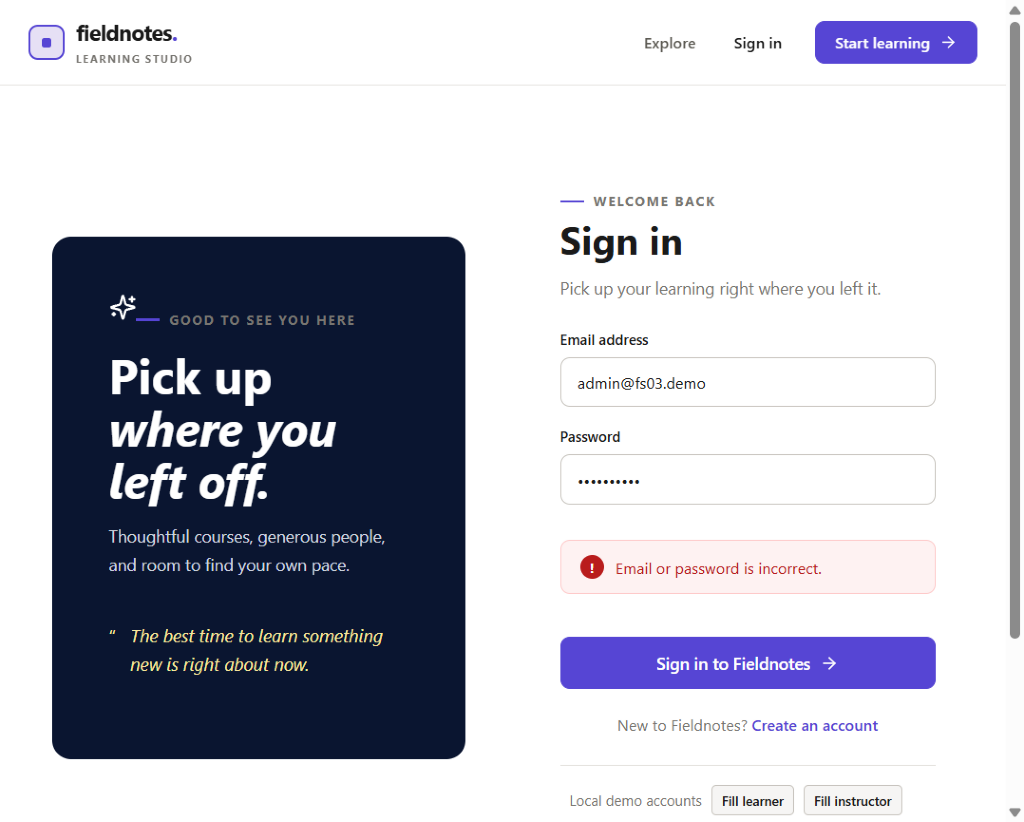 fieldnotes.
LEARNING STUDIO
Explore
Sign in
Start learning →
GOOD TO SEE YOU HERE
Pick up
where you
left off.
Thoughtful courses, generous people,
and room to find your own pace.
“ The best time to learn something
new is right about now.
WELCOME BACK
Sign in
Pick up your learning right where you left it.
Email address
admin@fs03.demo
Password
••••••••••
! Email or password is incorrect.
Sign in to Fieldnotes →
New to Fieldnotes? Create an account
Local demo accounts Fill learner Fill instructor